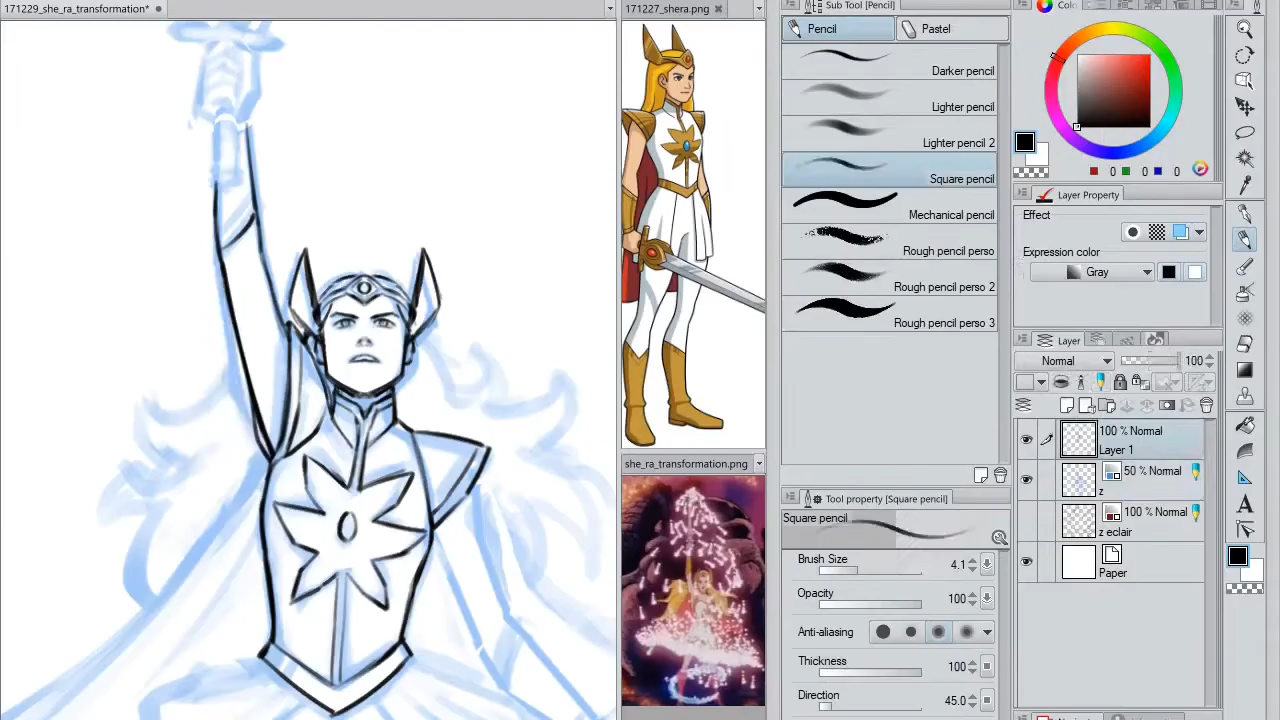 171229_she_ra_transformation*
171127_shera.png
she_ra_transformation.png
Sub Tool [Pencil]
Pencil
Pastel
Darker pencil
Lighter pencil
Lighter pencil 2
Square pencil
Mechanical pencil
Rough pencil perso
Rough pencil perso 2
Rough pencil perso 3
Tool property [Square pencil]
Square pencil
Brush Size
4.1
Opacity
100
Anti-aliasing
Thickness
100
Direction
45.0
0
0
0
Layer Property
Effect
Expression color
Gray
Layer
Normal
100
100 % Normal
Layer 1
50 % Normal
z
100 % Normal
z eclair
Paper